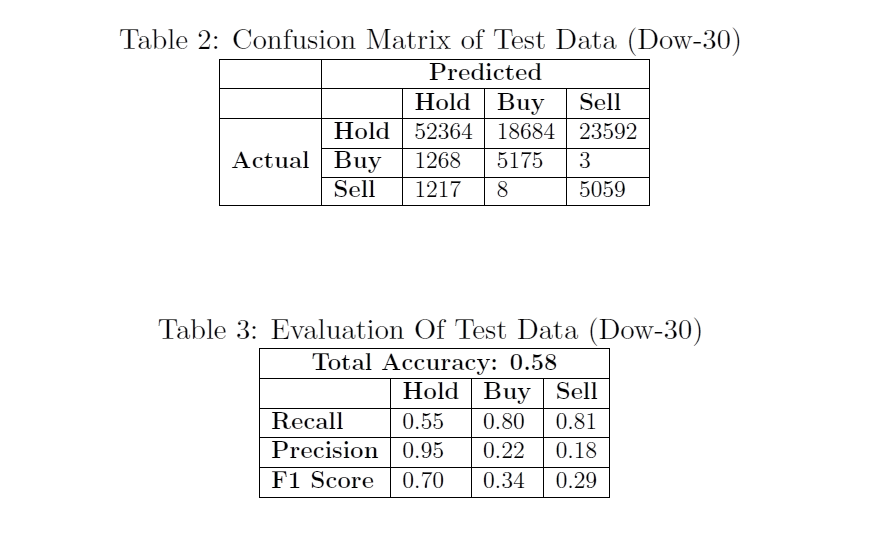 Table 2: Confusion Matrix of Test Data (Dow-30)
Predicted
Hold Buy Sell
Hold 52364 18684 23592
Actual Buy 1268 5175 3
Sell 1217 8 5059
Table 3: Evaluation Of Test Data (Dow-30)
Total Accuracy: 0.58
Hold Buy Sell
Recall 0.55 0.80 0.81
Precision 0.95 0.22 0.18
F1 Score 0.70 0.34 0.29